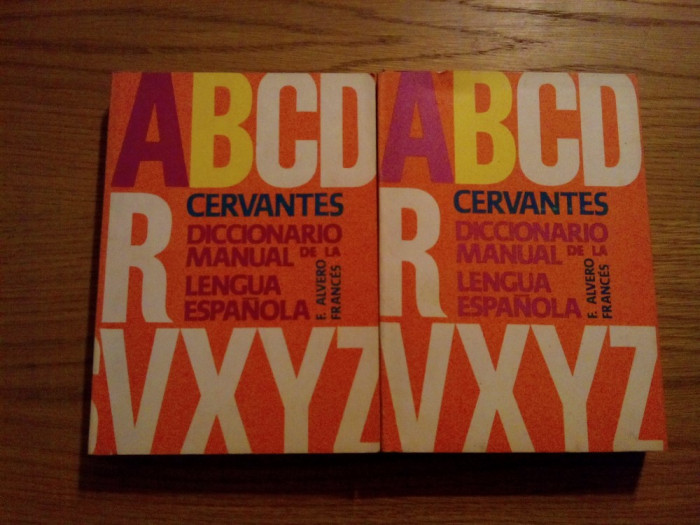 ABCD
R
CERVANTES
DICCIONARIO
MANUAL DE LA
LENGUA
ESPAÑOLA
F. ALVERO
FRANCÉS
SVXYZ
ABCD
R
CERVANTES
DICCIONARIO
MANUAL DE LA
LENGUA
ESPAÑOLA
F. ALVERO
FRANCÉS
VXYZ